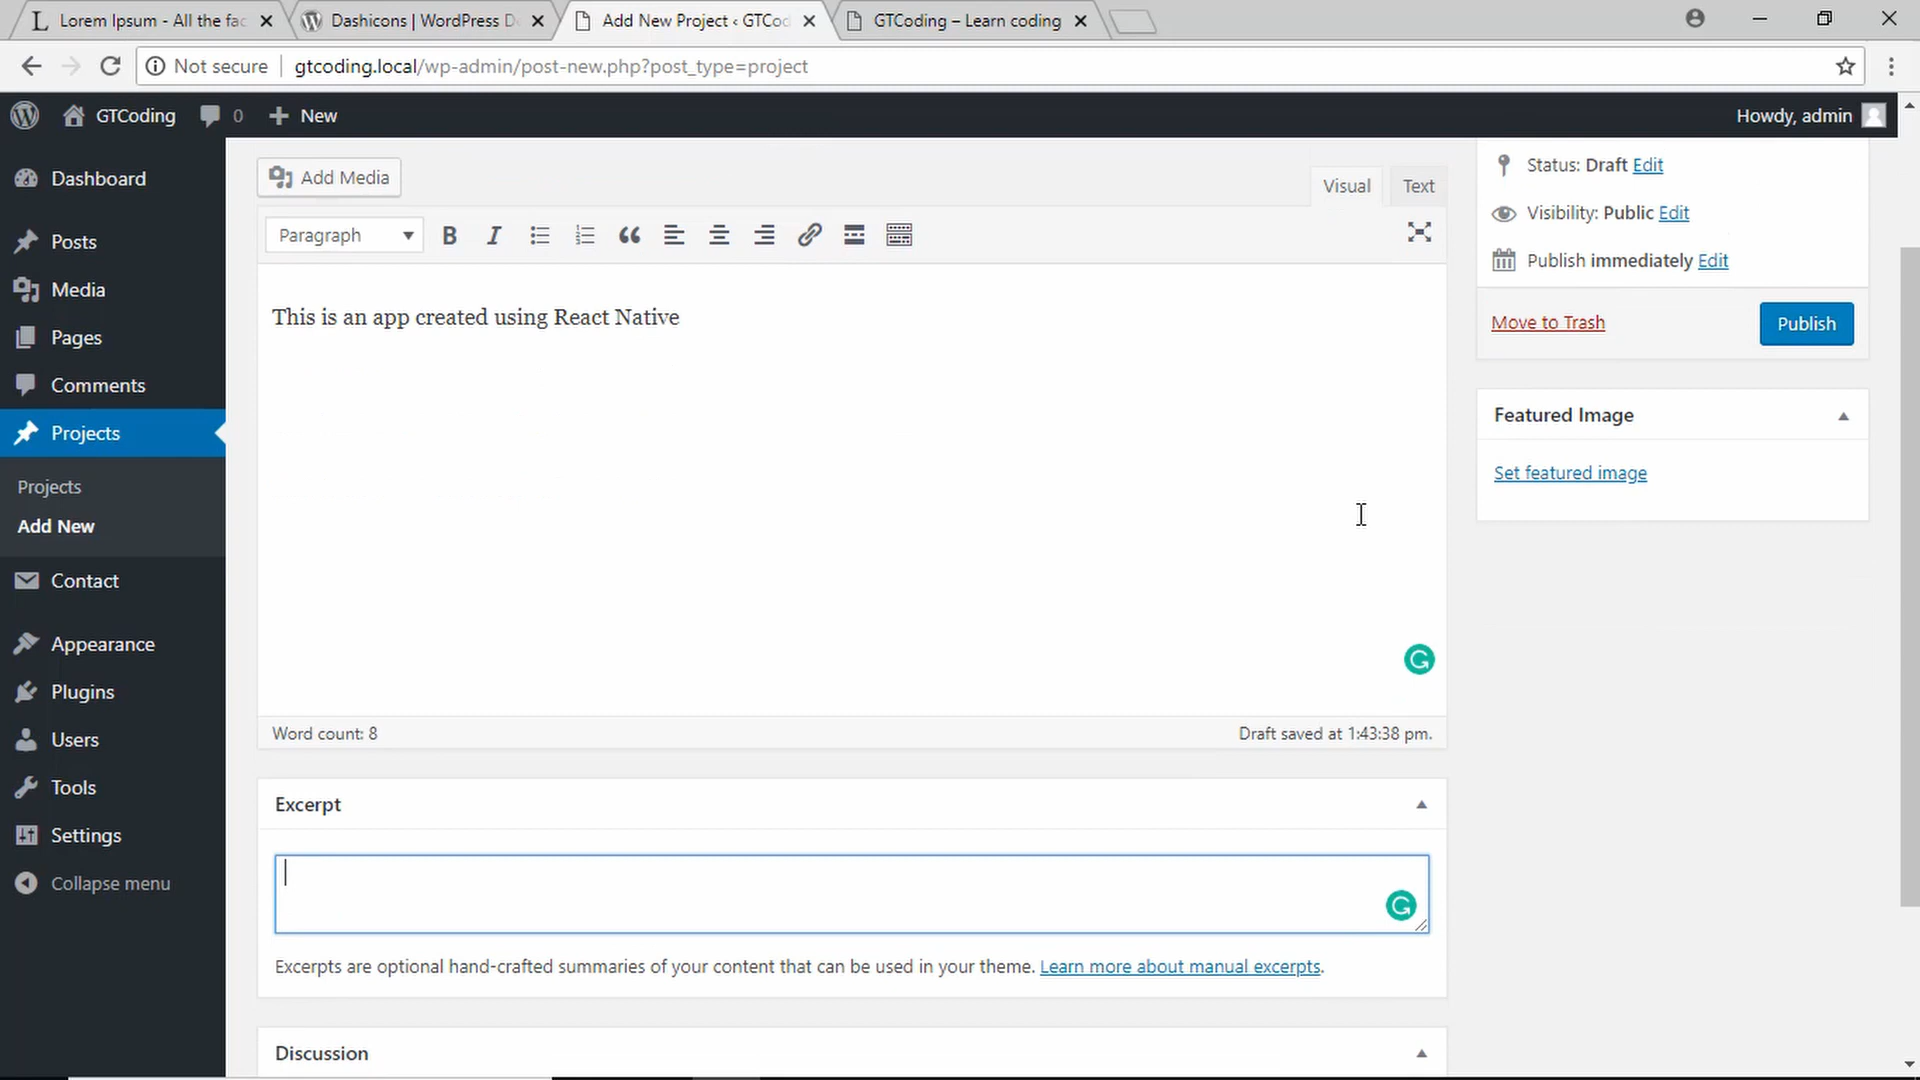 Lorem Ipsum - All the fac
Dashicons | WordPress D
Add New Project ‹ GTCod
GTCoding – Learn coding
Not secure
gtcoding.local/wp-admin/post-new.php?post_type=project
GTCoding
0
New
Howdy, admin
Dashboard
Posts
Media
Pages
Comments
Projects
Projects
Add New
Contact
Appearance
Plugins
Users
Tools
Settings
Collapse menu
Add Media
Visual
Text
Paragraph
This is an app created using React Native
Word count: 8
Draft saved at 1:43:38 pm.
Excerpt
Excerpts are optional hand-crafted summaries of your content that can be used in your theme. Learn more about manual excerpts.
Discussion
Status: Draft Edit
Visibility: Public Edit
Publish immediately Edit
Move to Trash
Publish
Featured Image
Set featured image